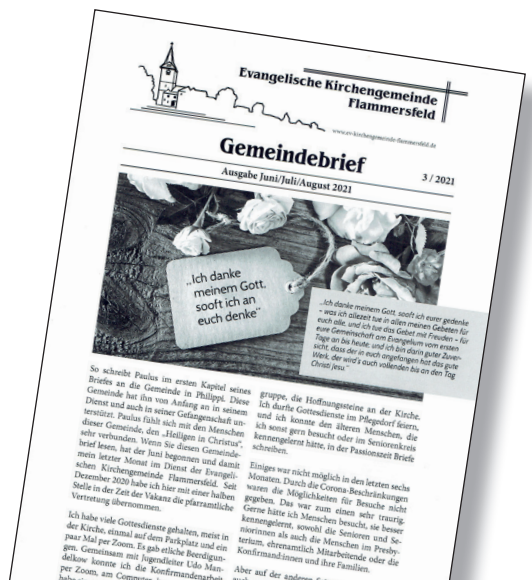 Evangelische Kirchengemeinde
Flammersfeld
www.ev-kirchengemeinde-flammersfeld.de
Gemeindebrief
3 / 2021
Ausgabe Juni/Juli/August 2021
„Ich danke
meinem Gott,
sooft ich an
euch denke“
„Ich danke meinem Gott, sooft ich eurer gedenke
– was ich allezeit tue in allen meinen Gebeten für
euch alle, und ich tue das Gebet mit Freuden – für
eure Gemeinschaft am Evangelium vom ersten
Tage an bis heute; und ich bin darin guter Zuver-
sicht, dass der in euch angefangen hat das gute
Werk, der wird's auch vollenden bis an den Tag
Christi Jesu.“
So schreibt Paulus im ersten Kapitel seines
Briefes an die Gemeinde in Philippi. Diese
Gemeinde hat ihn von Anfang an in seinem
Dienst und auch in seiner Gefangenschaft un-
terstützt. Paulus fühlt sich mit den Menschen
dieser Gemeinde, den „Heiligen in Christus“,
sehr verbunden. Wenn Sie diesen Gemeinde-
brief lesen, hat der Juni begonnen und damit
mein letzter Monat im Dienst der Evangeli-
schen Kirchengemeinde Flammersfeld. Seit
Dezember 2020 habe ich hier mit einer halben
Stelle in der Zeit der Vakanz die pfarramtliche
Vertretung übernommen.
Ich habe viele Gottesdienste gehalten, meist in
der Kirche, einmal auf dem Parkplatz und ein
paar Mal per Zoom. Es gab etliche Beerdigun-
gen. Gemeinsam mit Jugendleiter Udo Man-
delkow konnte ich die Konfirmandenarbeit
per Zoom, am Computer
gruppe, die Hoffnungssteine an der Kirche.
Ich durfte Gottesdienste im Pflegedorf feiern,
und ich konnte den älteren Menschen, die
ich sonst gern besucht oder im Seniorenkreis
kennengelernt hätte, in der Passionszeit Briefe
schreiben.
Einiges war nicht möglich in den letzten sechs
Monaten. Durch die Corona-Beschränkungen
waren die Möglichkeiten für Besuche nicht
gegeben. Das war zum einen sehr traurig.
Gerne hätte ich Menschen besucht, sie besser
kennengelernt, sowohl die Senioren und Se-
niorinnen als auch die Menschen im Presby-
terium, ehrenamtlich Mitarbeitende oder die
Konfirmand:innen und ihre Familien.
Aber auf der anderen